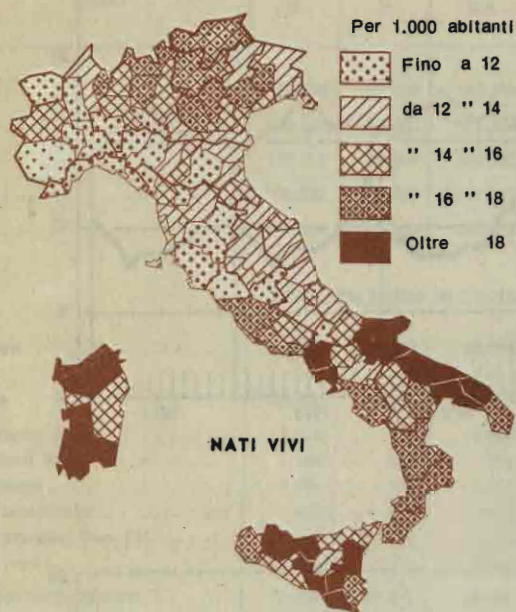 Per 1.000 abitanti
Fino a 12
da 12 " 14
" 14 " 16
" 16 " 18
Oltre 18
NATI VIVI